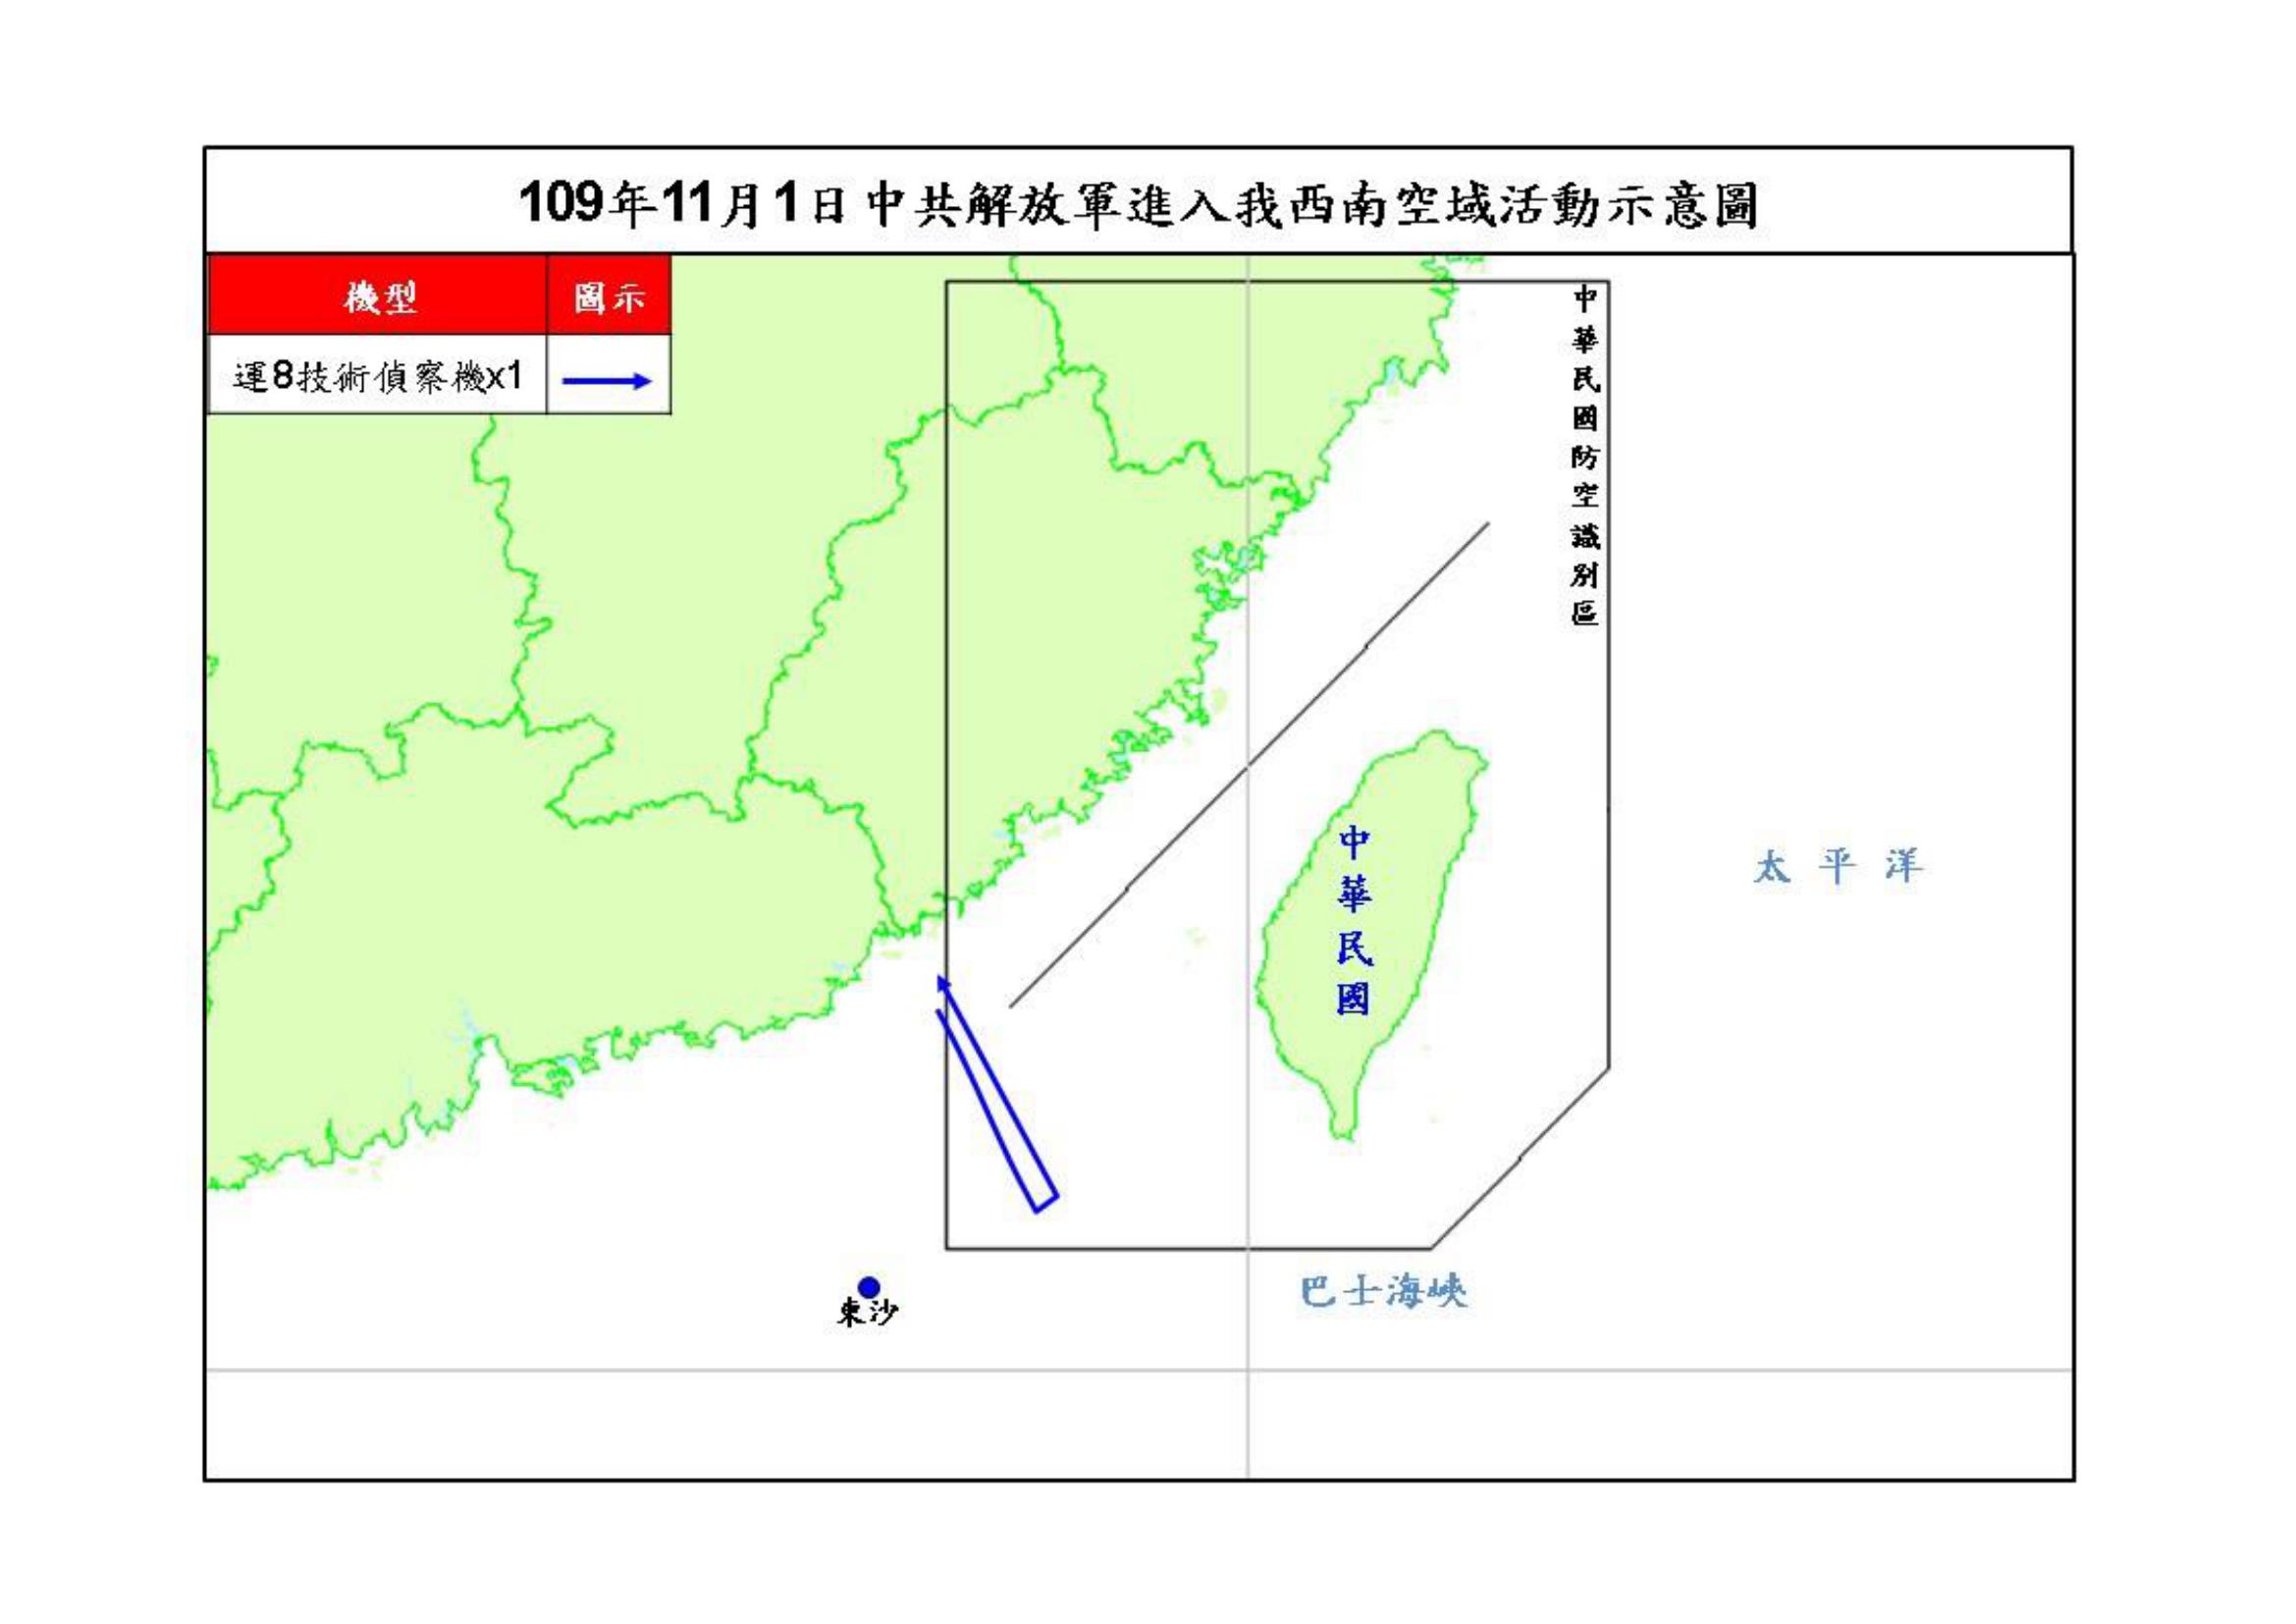 109年11月1日中共解放軍進入我西南空域活動示意圖
機型 圖示
運8技術偵察機x1
中華民國防空識別區
中華民國
太平洋
巴士海峽
東沙